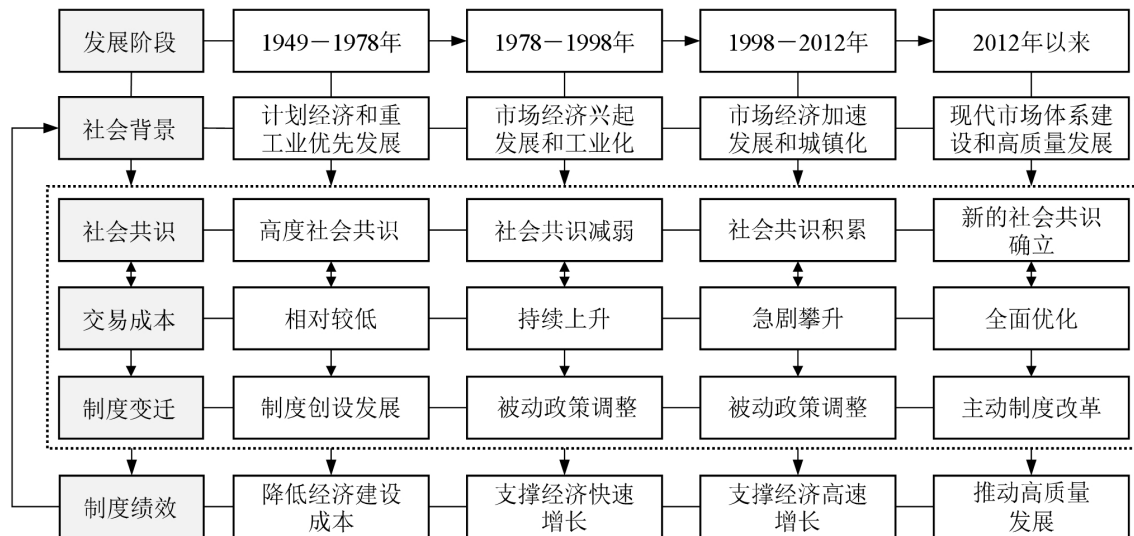 发展阶段 1949－1978年 1978－1998年 1998－2012年 2012年以来
社会背景
计划经济和重
工业优先发展
市场经济兴起
发展和工业化
市场经济加速
发展和城镇化
现代市场体系建
设和高质量发展
社会共识 高度社会共识 社会共识减弱 社会共识积累
新的社会共识
确立
交易成本 相对较低 持续上升 急剧攀升 全面优化
制度变迁 制度创设发展 被动政策调整 被动政策调整 主动制度改革
制度绩效
降低经济建设
成本
支撑经济快速
增长
支撑经济高速
增长
推动高质量
发展